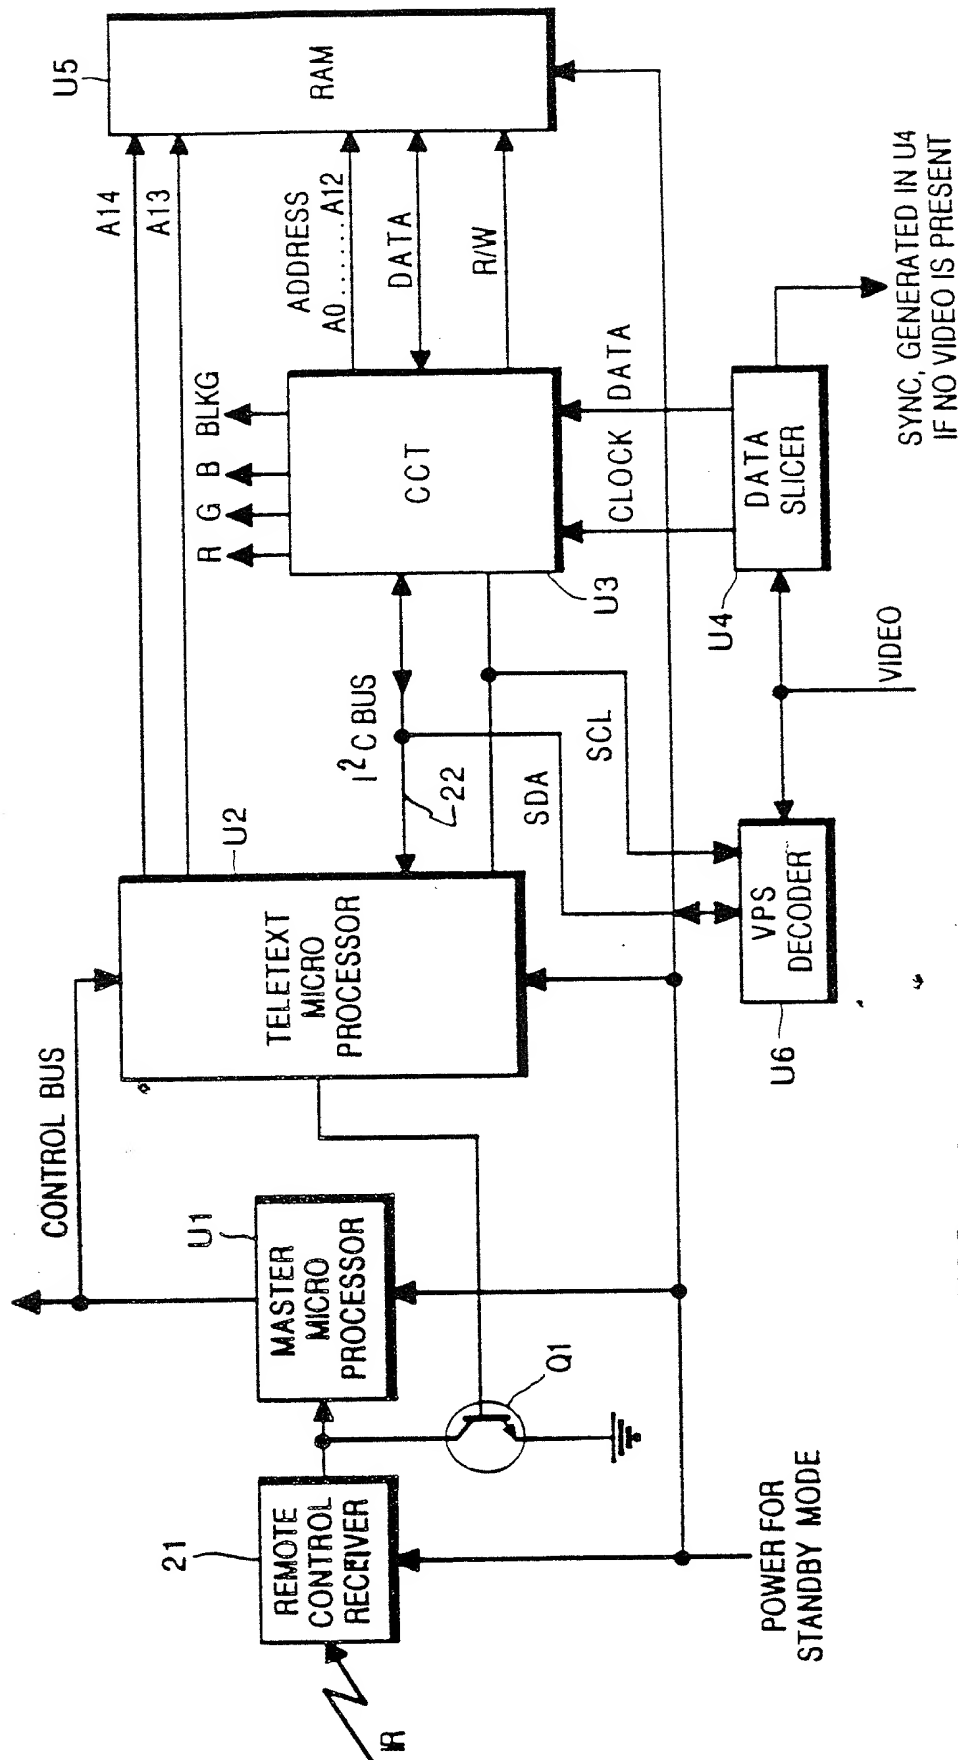 IR
21
REMOTE
CONTROL
RECEIVER
POWER FOR
STANDBY MODE
Q1
U1
MASTER
MICRO
PROCESSOR
CONTROL BUS
U2
TELETEXT
MICRO
PROCESSOR
A14
A13
I²C BUS
22
SDA
SCL
U6
VPS
DECODER
VIDEO
R
G
B
BLKG
CCT
U3
CLOCK
DATA
U4
DATA
SLICER
ADDRESS
A0.......A12
DATA
R/W
U5
RAM
SYNC, GENERATED IN U4
IF NO VIDEO IS PRESENT